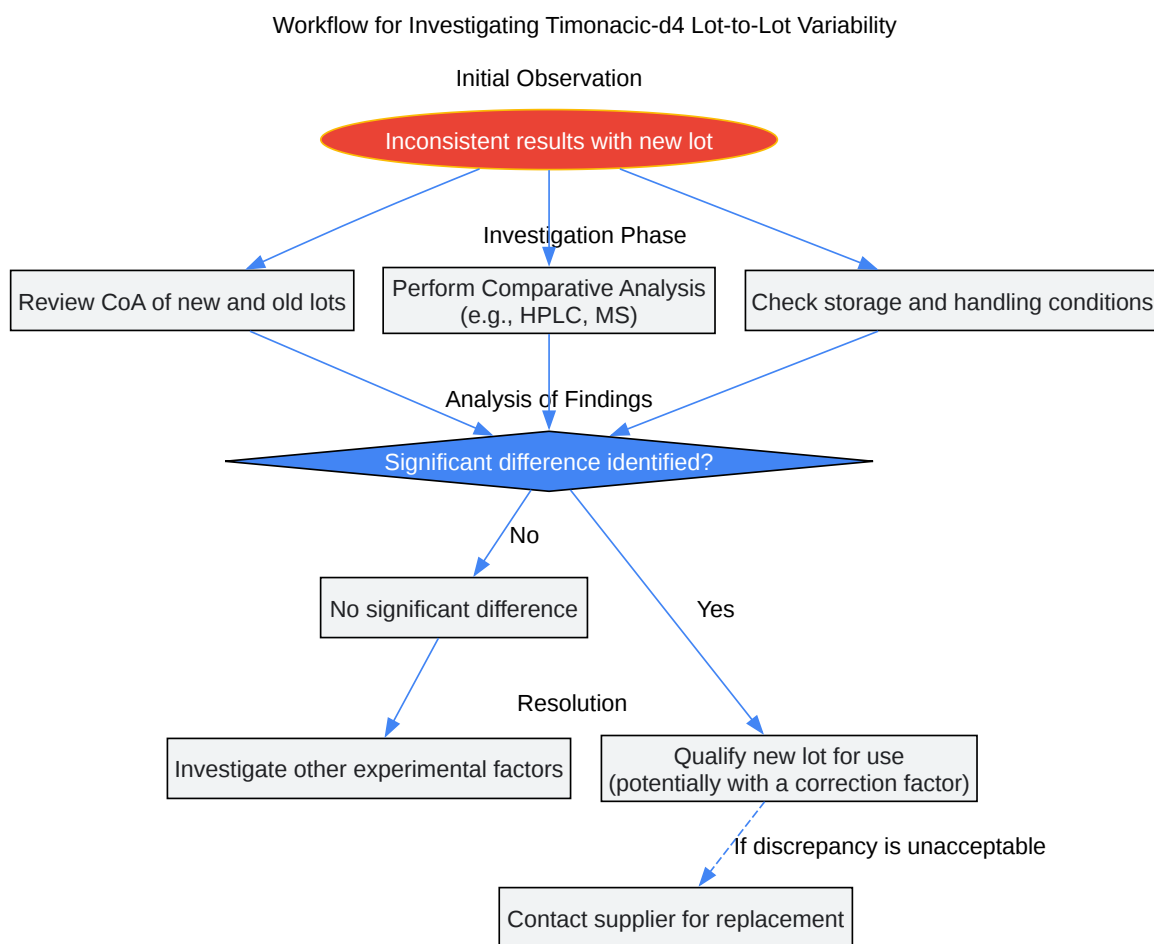 Workflow for Investigating Timonacic-d4 Lot-to-Lot Variability
Initial Observation
Inconsistent results with new lot
Investigation Phase
Review CoA of new and old lots
Perform Comparative Analysis
(e.g., HPLC, MS)
Check storage and handling conditions
Analysis of Findings
Significant difference identified?
No
No significant difference
Yes
Resolution
Investigate other experimental factors
Qualify new lot for use
(potentially with a correction factor)
If discrepancy is unacceptable
Contact supplier for replacement